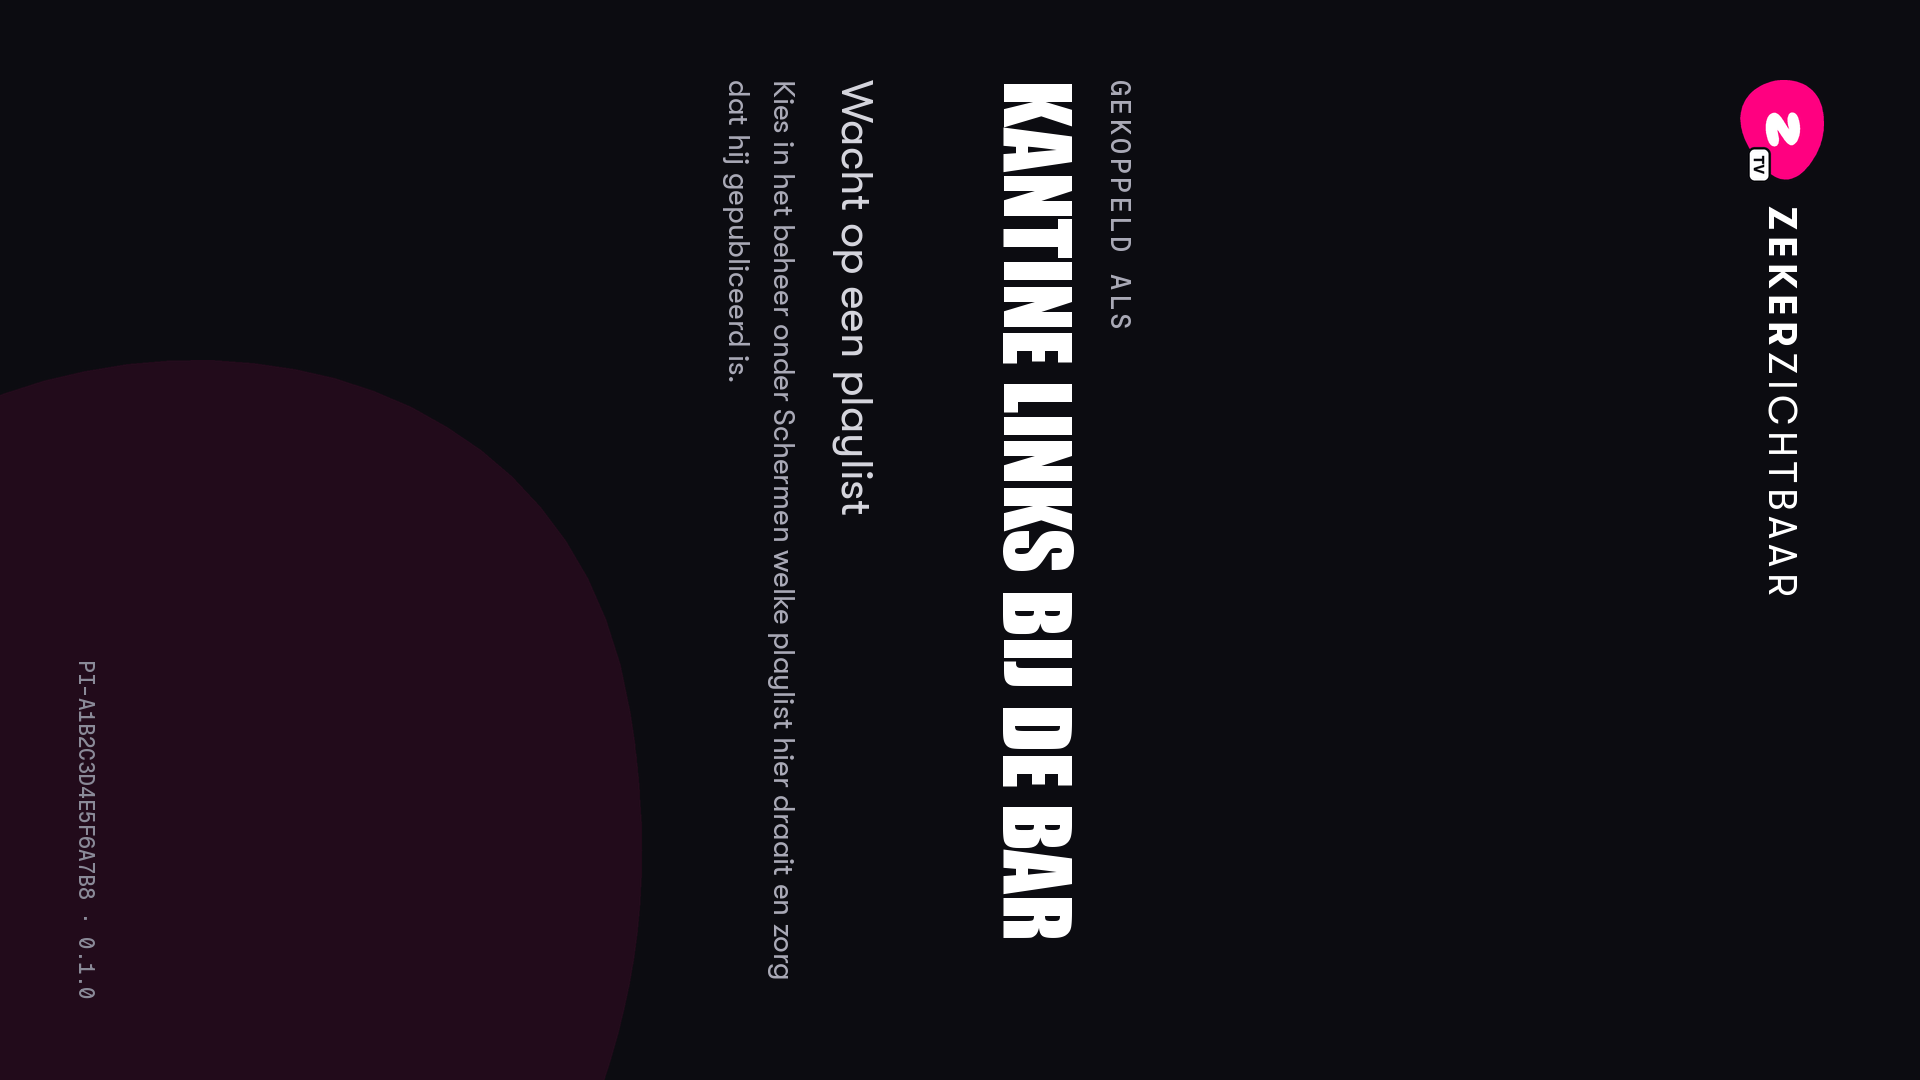 Z
TV
ZEKERZICHTBAAR
GEKOPPELD ALS
KANTINE LINKS BIJ DE BAR
Wacht op een playlist
Kies in het beheer onder Schermen welke playlist hier draait en zorg
dat hij gepubliceerd is.
PI-A1B2C3D4E5F6A7B8 · 0.1.0